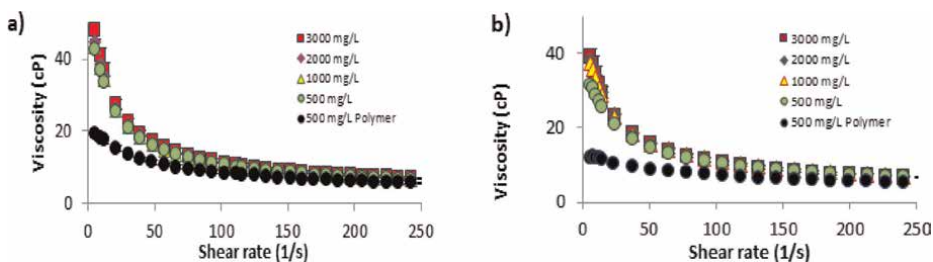 a)
Viscosity (cP)
40
20
0
3000 mg/L
2000 mg/L
1000 mg/L
500 mg/L
500 mg/L Polymer
0 50 100 150 200 250
Shear rate (1/s)
b)
Viscosity (cP)
60
40
20
0
3000 mg/L
2000 mg/L
1000 mg/L
500 mg/L
500 mg/L Polymer
0 50 100 150 200 250
Shear rate (1/s)